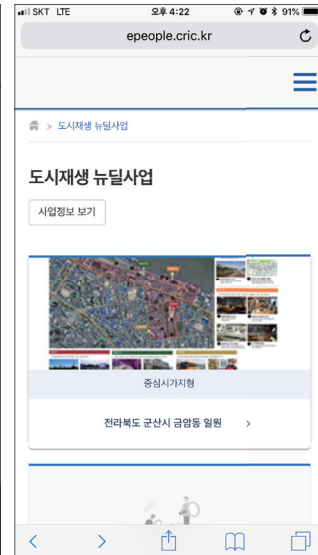 SKT LTE 오후 4:22 91%
epeople.cric.kr
> 도시재생 뉴딜사업
도시재생 뉴딜사업
사업정보 보기
중심시가지형
전라북도 군산시 금암동 일원 >